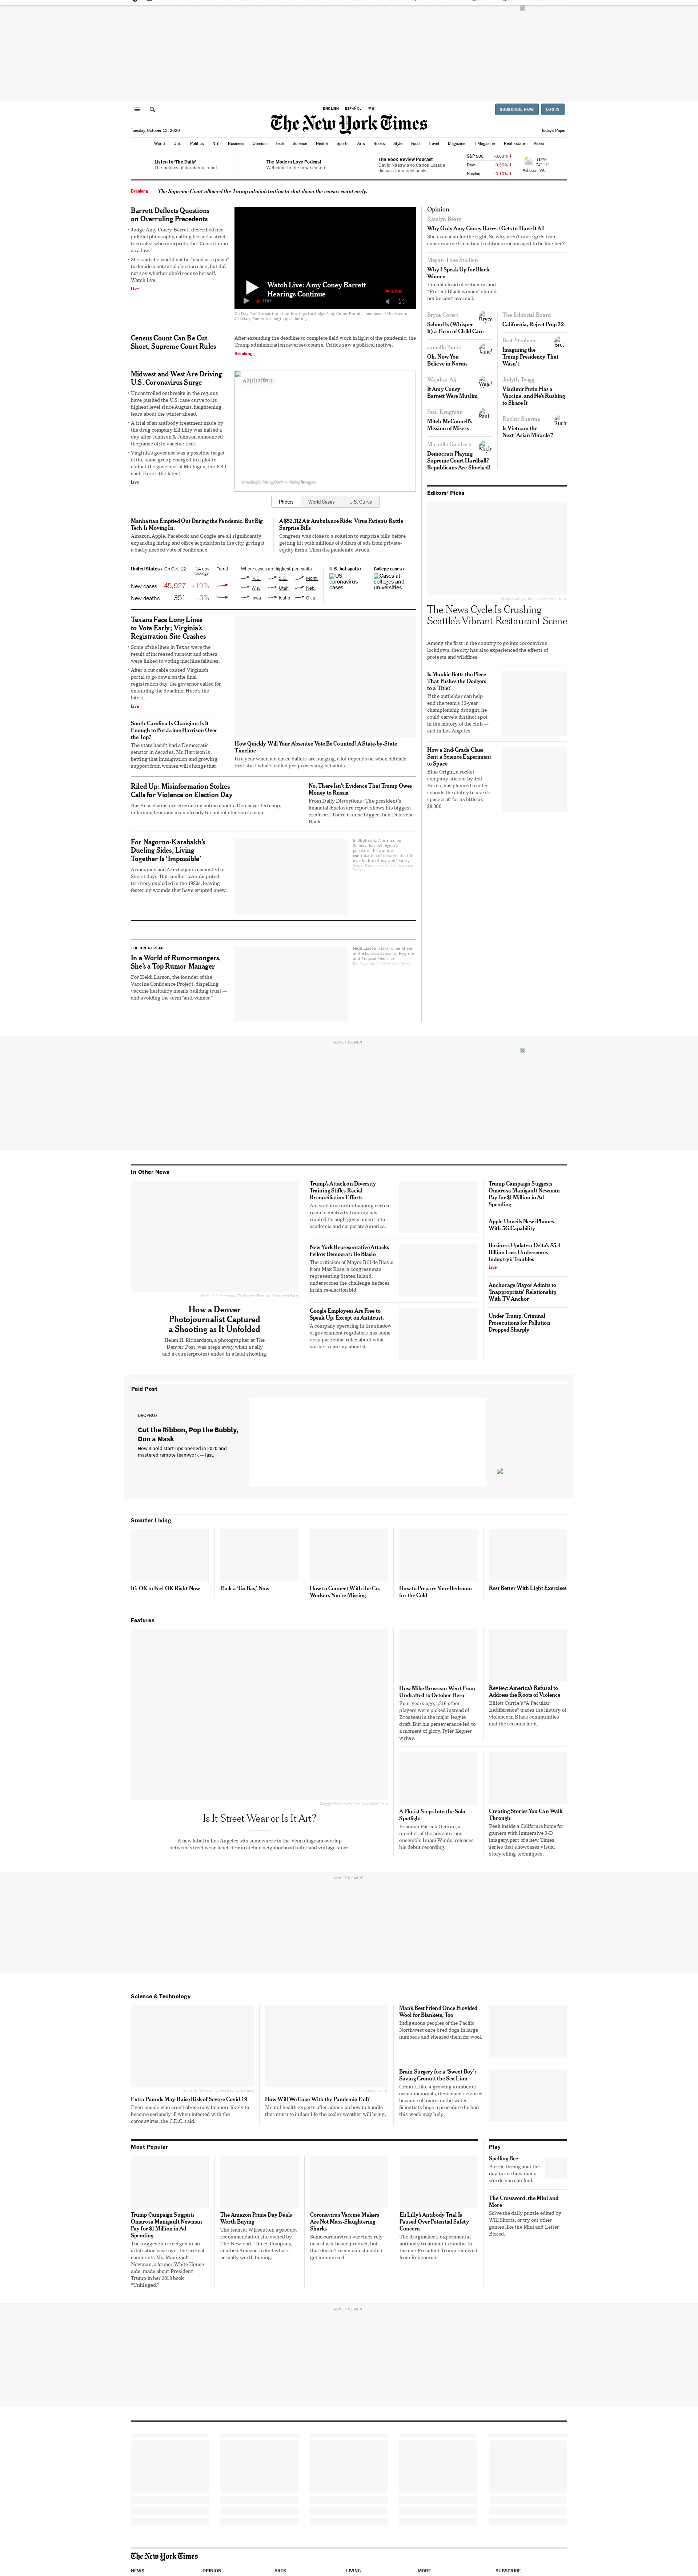 ENGLISH ESPAÑOL 中文
SUBSCRIBE NOW LOG IN
The New York Times
Tuesday, October 13, 2020
Today's Paper
World U.S. Politics N.Y. Business Opinion Tech Science Health Sports Arts Books Style Food Travel Magazine T Magazine Real Estate Video
Listen to 'The Daily'
The politics of pandemic relief.
The Modern Love Podcast
Welcome to the new season.
The Book Review Podcast
David Nasaw and Carlos Lozada
discuss their new books.
S&P 500
Dow
Nasdaq
70°F
Ashburn, VA
Breaking
The Supreme Court allowed the Trump administration to shut down the census count early.
Barrett Deflects Questions
on Overruling Precedents
Judge Amy Coney Barrett described her
judicial philosophy, calling herself a strict
textualist who interprets the "Constitution
as a law."
She said she would not be "used as a pawn"
to decide a potential election case, but did
not say whether she'd recuse herself.
Watch live.
Live
Watch Live: Amy Coney Barrett
Hearings Continue
Live
LIVE
On Day 2 of the confirmation hearings for Judge Amy Coney Barrett, members of the Senate
Judiciary Committee begin questioning.
Census Count Can Be Cut
Short, Supreme Court Rules
After extending the deadline to complete field work in light of the pandemic, the
Trump administration reversed course. Critics saw a political motive.
Breaking
Midwest and West Are Driving
U.S. Coronavirus Surge
Uncontrolled outbreaks in the regions
have pushed the U.S. case curve to its
highest level since August, heightening
fears about the winter ahead.
A trial of an antibody treatment made by
the drug company Eli Lilly was halted a
day after Johnson & Johnson announced
the pause of its vaccine trial.
Virginia's governor was a possible target
of the same group charged in a plot to
abduct the governor of Michigan, the F.B.I.
said. Here's the latest.
Live
Manhattan
Timothy A. Clary/AFP — Getty Images
Photos World Cases U.S. Curve
Manhattan Emptied Out During the Pandemic. But Big
Tech Is Moving In.
Amazon, Apple, Facebook and Google are all significantly
expanding hiring and office acquisitions in the city, giving it
a badly needed vote of confidence.
A $52,112 Air Ambulance Ride: Virus Patients Battle
Surprise Bills
Congress was close to a solution to surprise bills before
getting hit with millions of dollars of ads from private-
equity firms. Then the pandemic struck.
United States › On Oct. 12 14-day
change Trend
New cases 45,927 +19%
New deaths 351 –5%
Where cases are highest per capita
N.D. S.D. Mont.
Wis. Utah Neb.
Iowa Idaho Okla.
U.S. hot spots ›
US
coronavirus
cases
College cases ›
Cases at
colleges and
universities
Texans Face Long Lines
to Vote Early; Virginia's
Registration Site Crashes
Some of the lines in Texas were the
result of increased turnout and others
were linked to voting machine failures.
After a cut cable caused Virginia's
portal to go down on the final
registration day, the governor called for
extending the deadline. Here's the
latest.
Live
South Carolina Is Changing. Is It
Enough to Put Jaime Harrison Over
the Top?
The state hasn't had a Democratic
senator in decades. Mr. Harrison is
betting that immigration and growing
support from women will change that.
How Quickly Will Your Absentee Vote Be Counted? A State-by-State
Timeline
In a year when absentee ballots are surging, a lot depends on when officials
first start what's called pre-processing of ballots.
Riled Up: Misinformation Stokes
Calls for Violence on Election Day
Baseless claims are circulating online about a Democrat-led coup,
inflaming tensions in an already turbulent election season.
No, There Isn't Evidence That Trump Owes
Money to Russia
From Daily Distortions: The president's
financial disclosure report shows his biggest
disclosed creditors. There is none bigger than Deutsche
Bank.
For Nagorno-Karabakh's
Dueling Sides, Living
Together Is 'Impossible'
Armenians and Azerbaijanis coexisted in
Soviet days. But conflict over disputed
territory exploded in the 1980s, leaving
festering wounds that have erupted anew.
THE GREAT READ
In a World of Rumormongers,
She's a Top Rumor Manager
For Heidi Larson, the founder of the
Vaccine Confidence Project, dispelling
vaccine hesitancy means building trust —
and avoiding the term "anti-vaxxer."
Heidi Larson works in her office
at the London School of Hygiene
and Tropical Medicine.
Opinion
Katelyn Beaty
Why Only Amy Coney Barrett Gets to Have It All
She is an icon for the right. So why aren't more girls from
conservative Christian traditions encouraged to be like her?
Megan Thee Stallion
Why I Speak Up for Black
Women
I'm not afraid of criticism, and
"Protect Black women" should
not be controversial.
Bryce Covert
School Is (Whisper
It) a Form of Child Care
Jamelle Bouie
Oh, Now You
Believe in Norms
Wajahat Ali
If Amy Coney
Barrett Were Muslim
Paul Krugman
Mitch McConnell's
Mission of Misery
Michelle Goldberg
Democrats Playing
Supreme Court Hardball?
Republicans Are Shocked!
The Editorial Board
California, Reject Prop 22
Bret Stephens
Imagining the
Trump Presidency That
Wasn't
Jodyth Twigg
Vladimir Putin Has a
Vaccine, and He's Rushing
to Share It
Ruchir Sharma
Is Vietnam the
Next 'Asian Miracle'?
Editors' Picks
The News Cycle Is Crushing
Seattle's Vibrant Restaurant Scene
Among the first in the country to go into coronavirus
lockdown, the city has also experienced the effects of
protests and wildfires.
Is Mookie Betts the Piece
That Pushes the Dodgers
to a Title?
If the outfielder can help
end the team's 32-year
championship drought, he
could carve a distinct spot
in the history of the club —
and in Los Angeles.
How a 2nd-Grade Class
Sent a Science Experiment
to Space
Blue Origin, a rocket
company started by Jeff
Bezos, has planned to offer
schools the ability to use its
spacecraft for as little as
$8,000.
ADVERTISEMENT
In Other News
How a Denver
Photojournalist Captured
a Shooting as It Unfolded
Helen H. Richardson, a photographer at The
Denver Post, was steps away when a rally
and a counterprotest ended in a fatal shooting.
Trump's Attack on Diversity
Training Stifles Racial
Reconciliation Efforts
An executive order banning certain
racial sensitivity training has
rippled through government into
academia and corporate America.
New York Representative Attacks
Fellow Democrat: De Blasio
The criticism of Mayor Bill de Blasio
from Max Rose, a congressman
representing Staten Island,
underscores the challenge he faces
in his re-election bid.
Google Employees Are Free to
Speak Up. Except on Antitrust.
A company operating in the shadow
of government regulators has some
very particular rules about what
workers can say about it.
Trump Campaign Suggests
Omarosa Manigault Newman
Pay for $1 Million in Ad
Spending
Apple Unveils New iPhones
With 5G Capability
Business Updates: Delta's $5.4
Billion Loss Underscores
Industry's Troubles
Live
Anchorage Mayor Admits to
'Inappropriate' Relationship
With TV Anchor
Under Trump, Criminal
Prosecutions for Pollution
Dropped Sharply
Paid Post
DROPBOX
Cut the Ribbon, Pop the Bubbly,
Don a Mask
How 3 bold start-ups opened in 2020 and
mastered remote teamwork — fast.
Smarter Living
It's OK to Feel OK Right Now
Pack a 'Go Bag' Now
How to Connect With the Co-
Workers You're Missing
How to Prepare Your Bedroom
for the Cold
Rest Better With Light Exercises
Features
Is It Street Wear or Is It Art?
A new label in Los Angeles sits somewhere in the Venn diagram overlap
between street wear label, denim atelier, neighborhood tailor and vintage store.
How Mike Brosseau Went From
Undrafted to October Hero
Four years ago, 1,216 other
players were picked instead of
Brosseau in the major league
draft. But his perseverance led to
a moment of glory, Tyler Kepner
writes.
Review: America's Refusal to
Address the Roots of Violence
Elliott Currie's "A Peculiar
Indifference" traces the history of
violence in Black communities
and the reasons for it.
A Flutist Steps Into the Solo
Spotlight
Brandon Patrick George, a
member of the adventurous
ensemble Imani Winds, releases
his debut recording.
Creating Stories You Can Walk
Through
Peek inside a California home for
garners with immersive 3-D
imagery, part of a new Times
series that showcases visual
storytelling techniques.
ADVERTISEMENT
Science & Technology
Extra Pounds May Raise Risk of Severe Covid-19
Even people who aren't obese may be more likely to
become seriously ill when infected with the
coronavirus, the C.D.C. said.
How Will We Cope With the Pandemic Fall?
Mental health experts offer advice on how to handle
the return to indoor life the cooler weather will bring.
Man's Best Friend Once Provided
Wool for Blankets, Too
Indigenous peoples of the Pacific
Northwest once bred dogs in large
numbers and sheared them for wool.
Brain Surgery for a 'Sweet Boy':
Saving Cronutt the Sea Lion
Cronutt, like a growing number of
ocean mammals, developed seizures
because of toxins in the water.
Scientists hope a procedure he had
this week may help.
Most Popular
Trump Campaign Suggests
Omarosa Manigault Newman
Pay for $1 Million in Ad
Spending
The suggestion emerged in an
arbitration case over the critical
comments Ms. Manigault
Newman, a former White House
aide, made about President
Trump in her 2018 book
"Unhinged."
The Amazon Prime Day Deals
Worth Buying
The team at Wirecutter, a product
recommendation site owned by
The New York Times Company,
combed Amazon to find what's
actually worth buying.
Coronavirus Vaccine Makers
Are Not Mass-Slaughtering
Sharks
Some coronavirus vaccines rely
on a shark-based product, but
that doesn't mean you shouldn't
get immunized.
Eli Lilly's Antibody Trial Is
Paused Over Potential Safety
Concern
The drugmaker's experimental
antibody treatment is similar to
the one President Trump received
from Regeneron.
Play
Spelling Bee
Puzzle throughout the
day to see how many
words you can find.
The Crossword, the Mini and
More
Solve the daily puzzle edited by
Will Shortz, or try our other
games like the Mini and Letter
Boxed.
ADVERTISEMENT
The New York Times
NEWS OPINION ARTS LIVING MORE SUBSCRIBE